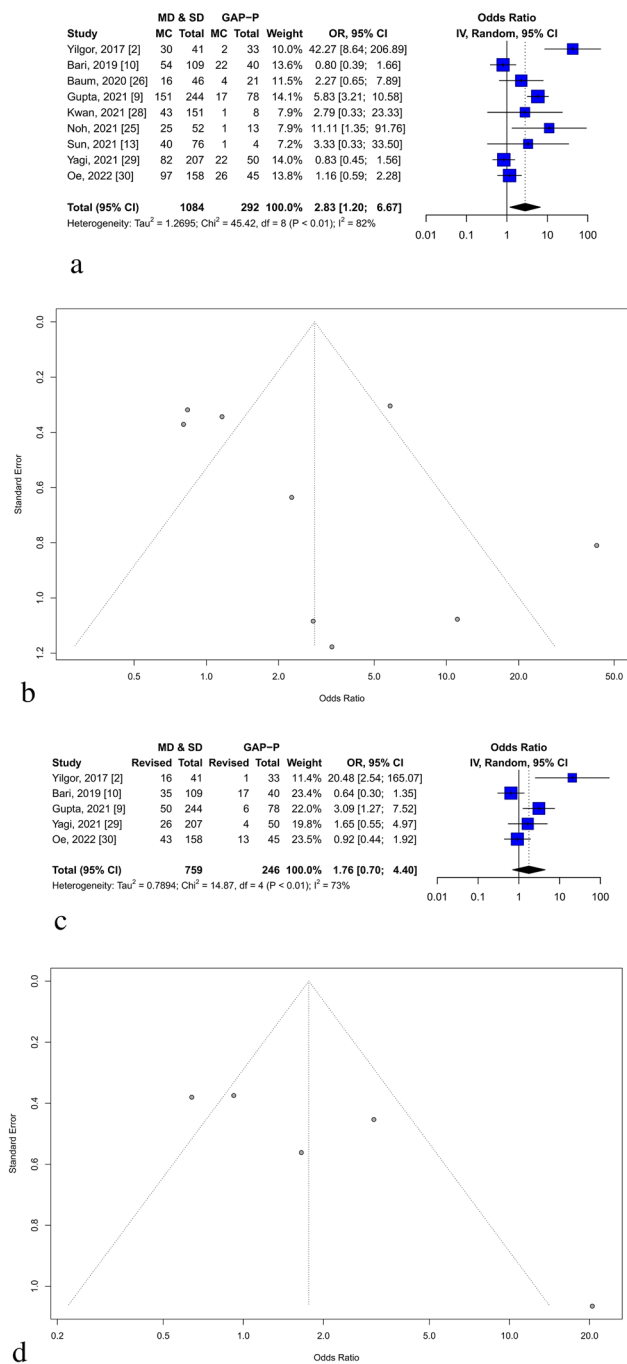 MD & SD GAP−P Odds Ratio
Study MC Total MC Total Weight OR, 95% CI IV, Random, 95% CI
Yilgor, 2017 [2] 30 41 2 33 10.0% 42.27 [8.64; 206.89]
Bari, 2019 [10] 54 109 22 40 13.6% 0.80 [0.39; 1.66]
Baum, 2020 [26] 16 46 4 21 11.5% 2.27 [0.65; 7.89]
Gupta, 2021 [9] 151 244 17 78 14.1% 5.83 [3.21; 10.58]
Kwan, 2021 [28] 43 151 1 8 7.8% 2.79 [0.33; 23.33]
Noh, 2021 [25] 25 52 1 13 7.9% 11.11 [1.35; 91.76]
Sun, 2021 [13] 40 76 1 4 7.2% 3.33 [0.33; 33.50]
Yagi, 2021 [29] 82 207 22 50 14.0% 0.83 [0.45; 1.56]
Oe, 2022 [30] 97 158 26 45 13.9% 1.16 [0.59; 2.28]
Total (95% CI) 1084 292 100.0% 2.83 [1.20; 6.67]
Heterogeneity: Tau² = 1.2695; Chi² = 45.42, df = 8 (P < 0.01); I² = 82%
0.01 0.1 1 10 100
a
0.0
0.2
0.4
0.6
0.8
1.0
1.2
Standard Error
0.5 1.0 2.0 5.0 10.0 20.0 50.0
Odds Ratio
b
MD & SD GAP−P Odds Ratio
Study Revised Total Revised Total Weight OR, 95% CI IV, Random, 95% CI
Yilgor, 2017 [2] 16 41 1 33 11.4% 20.48 [2.54; 165.07]
Bari, 2019 [10] 35 109 17 40 23.4% 0.64 [0.30; 1.35]
Gupta, 2021 [9] 50 244 6 78 22.0% 3.09 [1.27; 7.52]
Yagi, 2021 [29] 26 207 4 50 19.8% 1.65 [0.55; 4.97]
Oe, 2022 [30] 43 158 13 45 23.5% 0.92 [0.44; 1.92]
Total (95% CI) 759 246 100.0% 1.76 [0.70; 4.40]
Heterogeneity: Tau² = 0.7894; Chi² = 14.87, df = 4 (P < 0.01); I² = 73%
0.01 0.1 1 10 100
c
0.0
0.2
0.4
0.6
0.8
1.0
Standard Error
0.2 0.5 1.0 2.0 5.0 10.0 20.0
Odds Ratio
d